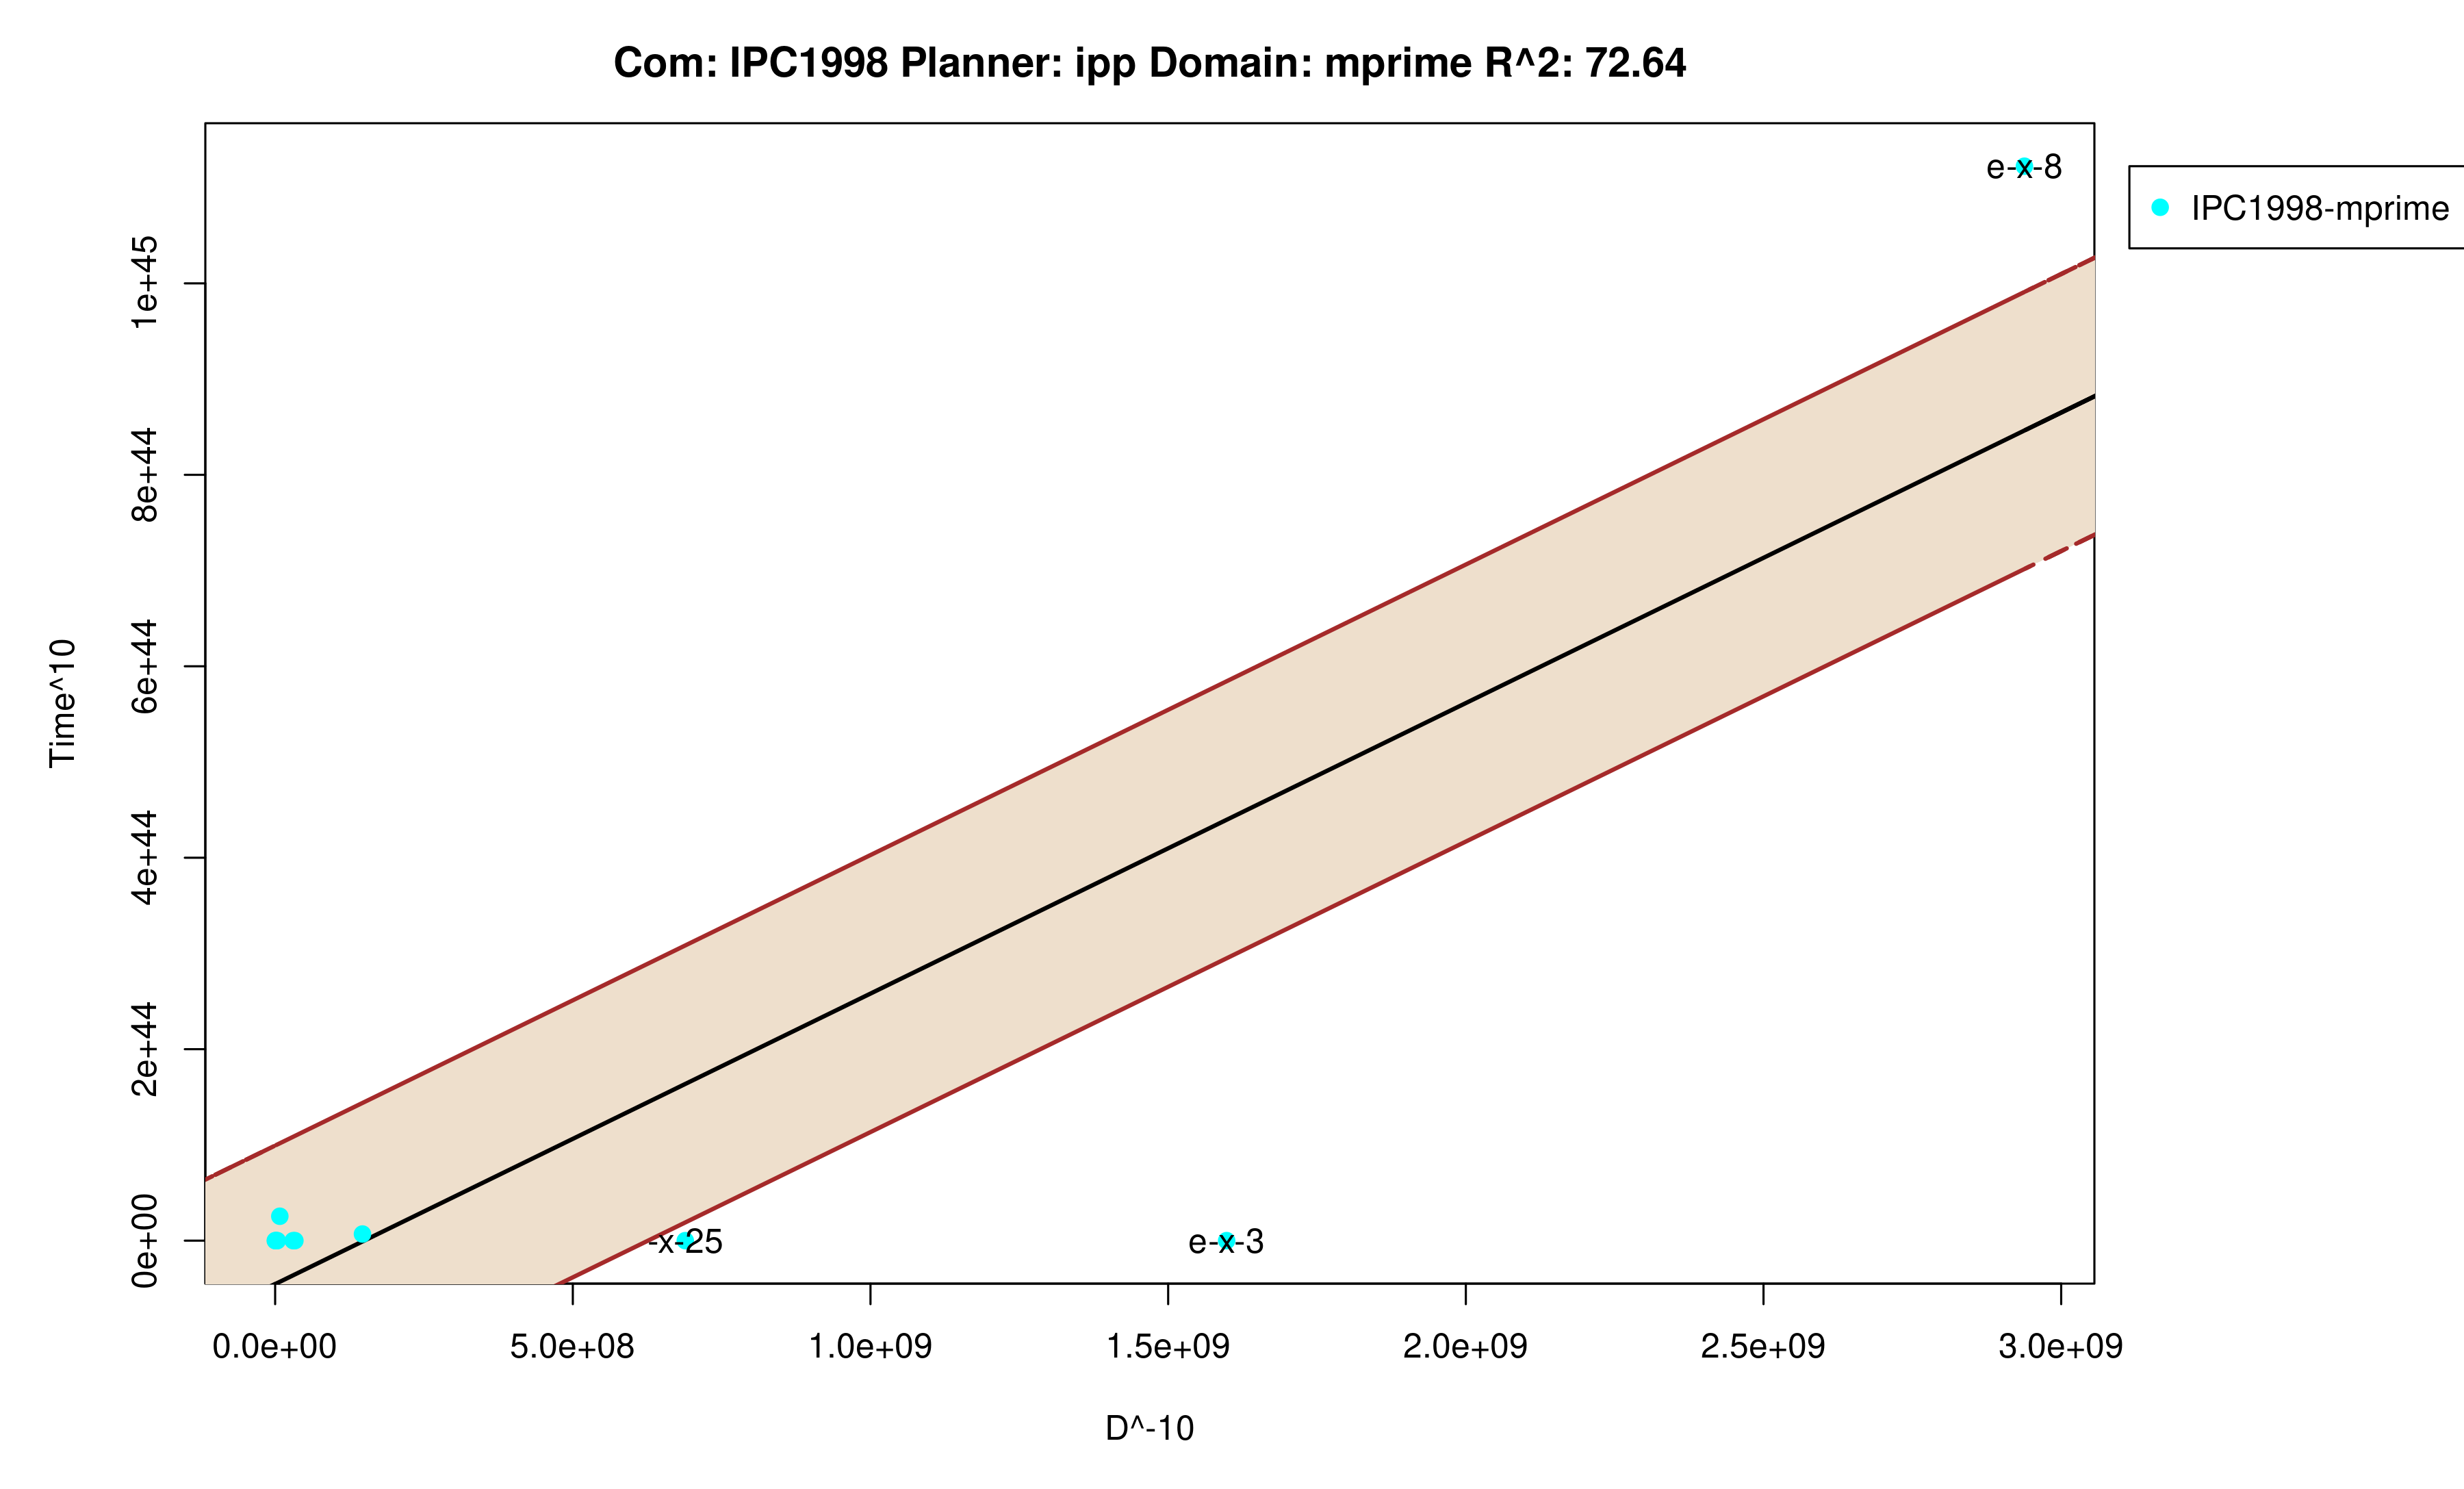 Com: IPC1998 Planner: ipp Domain: mprime R^2: 72.64
e-x-8
IPC1998-mprime
1e+45
8e+44
6e+44
Time^10
4e+44
2e+44
0e+00
-x-25
e-x-3
0.0e+00 5.0e+08 1.0e+09 1.5e+09 2.0e+09 2.5e+09 3.0e+09
D^-10